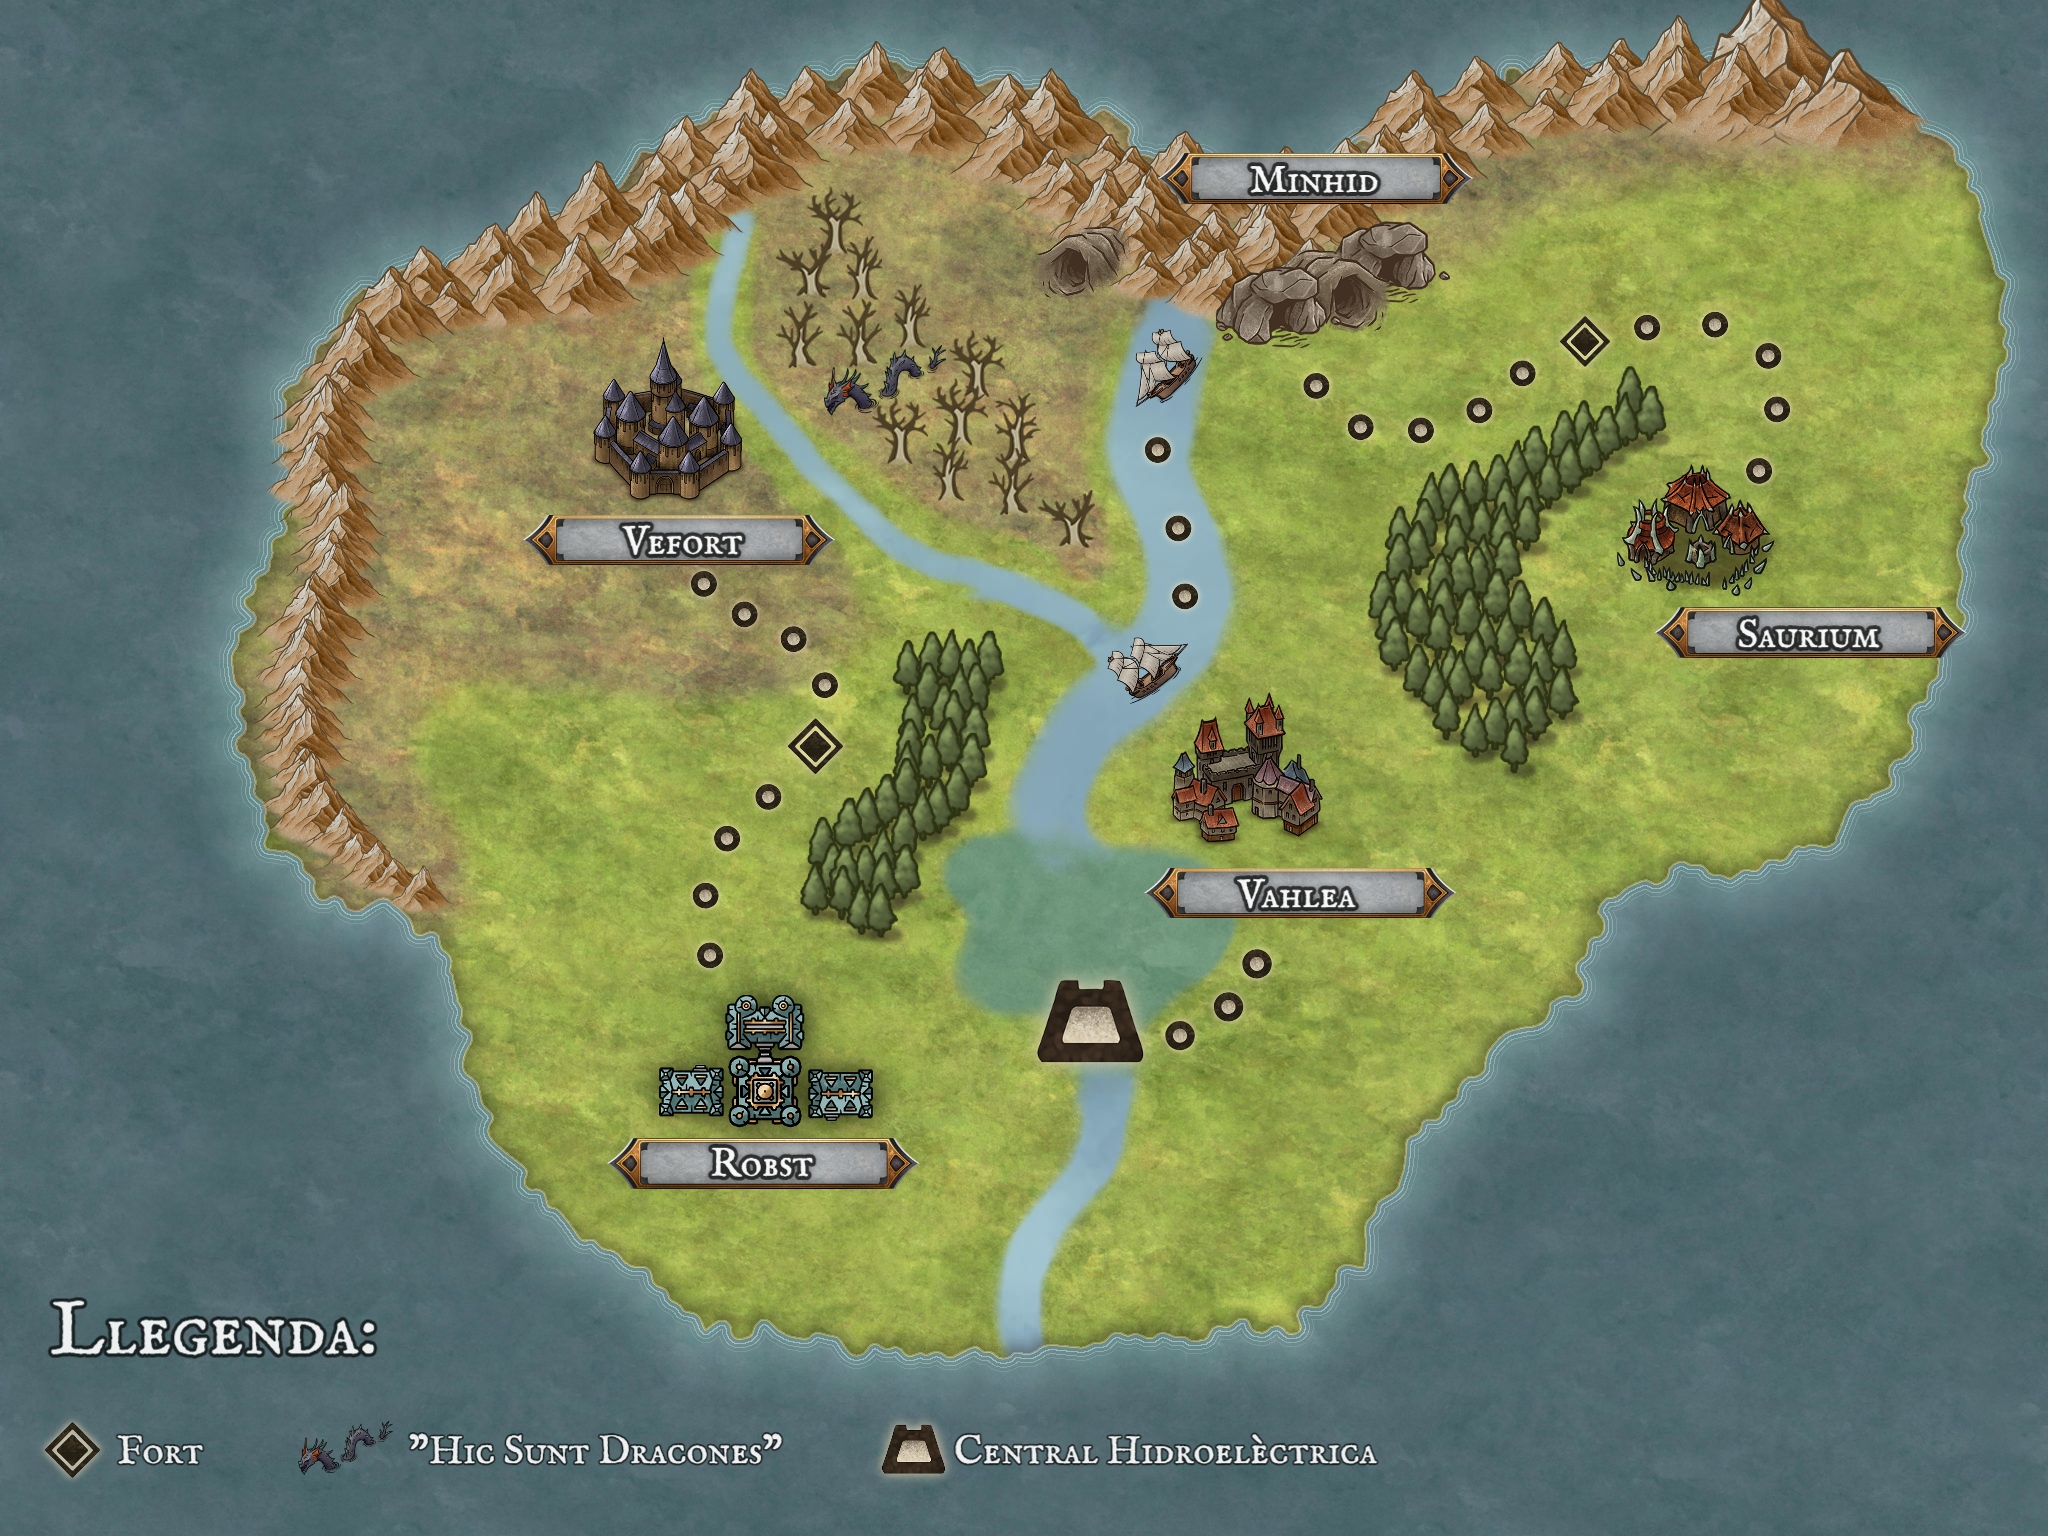 Minhid
Vefort
Saurium
Vahlea
Robst
Llegenda:
Fort
"Hic Sunt Dracones"
Central Hidroelèctrica